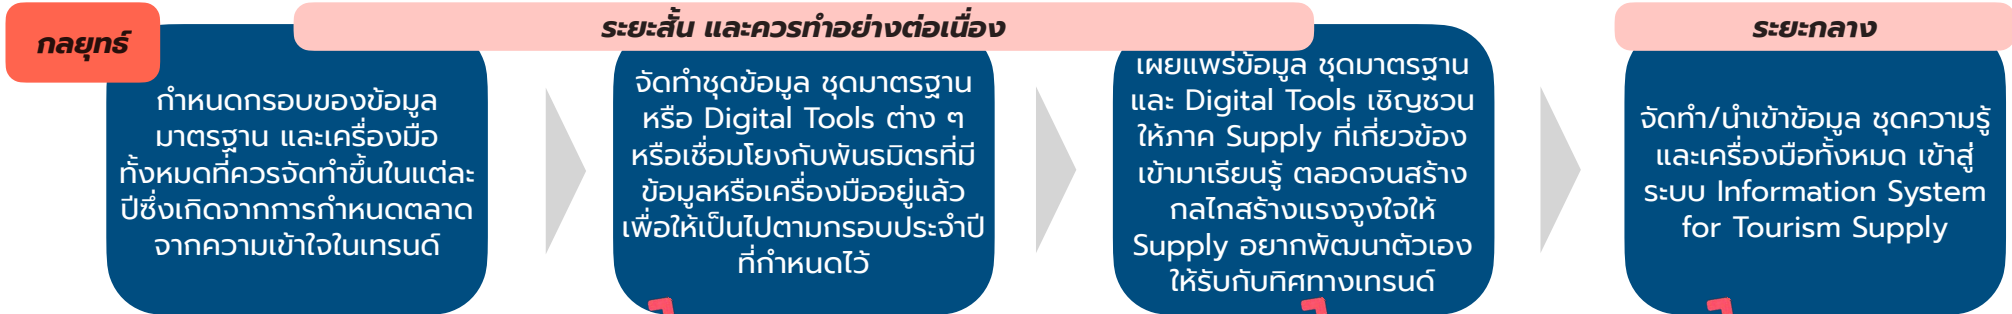 กลยุทธ์
ระยะสั้น และควรทำอย่างต่อเนื่อง
ระยะกลาง
กำหนดกรอบของข้อมูล
มาตรฐาน และเครื่องมือ
ทั้งหมดที่ควรจัดทำขึ้นในแต่ละ
ปีซึ่งเกิดจากการกำหนดตลาด
จากความเข้าใจในเทรนด์
จัดทำชุดข้อมูล ชุดมาตรฐาน
หรือ Digital Tools ต่าง ๆ
หรือเชื่อมโยงกับพันธมิตรที่มี
ข้อมูลหรือเครื่องมืออยู่แล้ว
เพื่อให้เป็นไปตามกรอบประจำปี
ที่กำหนดไว้
เผยแพร่ข้อมูล ชุดมาตรฐาน
และ Digital Tools เชิญชวน
ให้ภาค Supply ที่เกี่ยวข้อง
เข้ามาเรียนรู้ ตลอดจนสร้าง
กลไกสร้างแรงจูงใจให้
Supply อยากพัฒนาตัวเอง
ให้รับกับทิศทางเทรนด์
จัดทำ/นำเข้าข้อมูล ชุดความรู้
และเครื่องมือทั้งหมด เข้าสู่
ระบบ Information System
for Tourism Supply